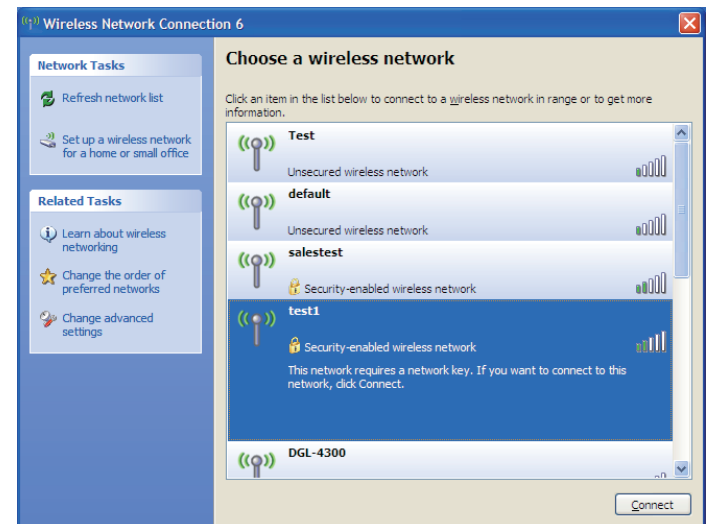 Wireless Network Connection 6
Network Tasks
Refresh network list
Set up a wireless network
for a home or small office
Related Tasks
Learn about wireless
networking
Change the order of
preferred networks
Change advanced
settings
Choose a wireless network
Click an item in the list below to connect to a wireless network in range or to get more
information.
Test
Unsecured wireless network
default
Unsecured wireless network
salestest
Security-enabled wireless network
test1
Security-enabled wireless network
This network requires a network key. If you want to connect to this
network, click Connect.
DGL-4300
Connect